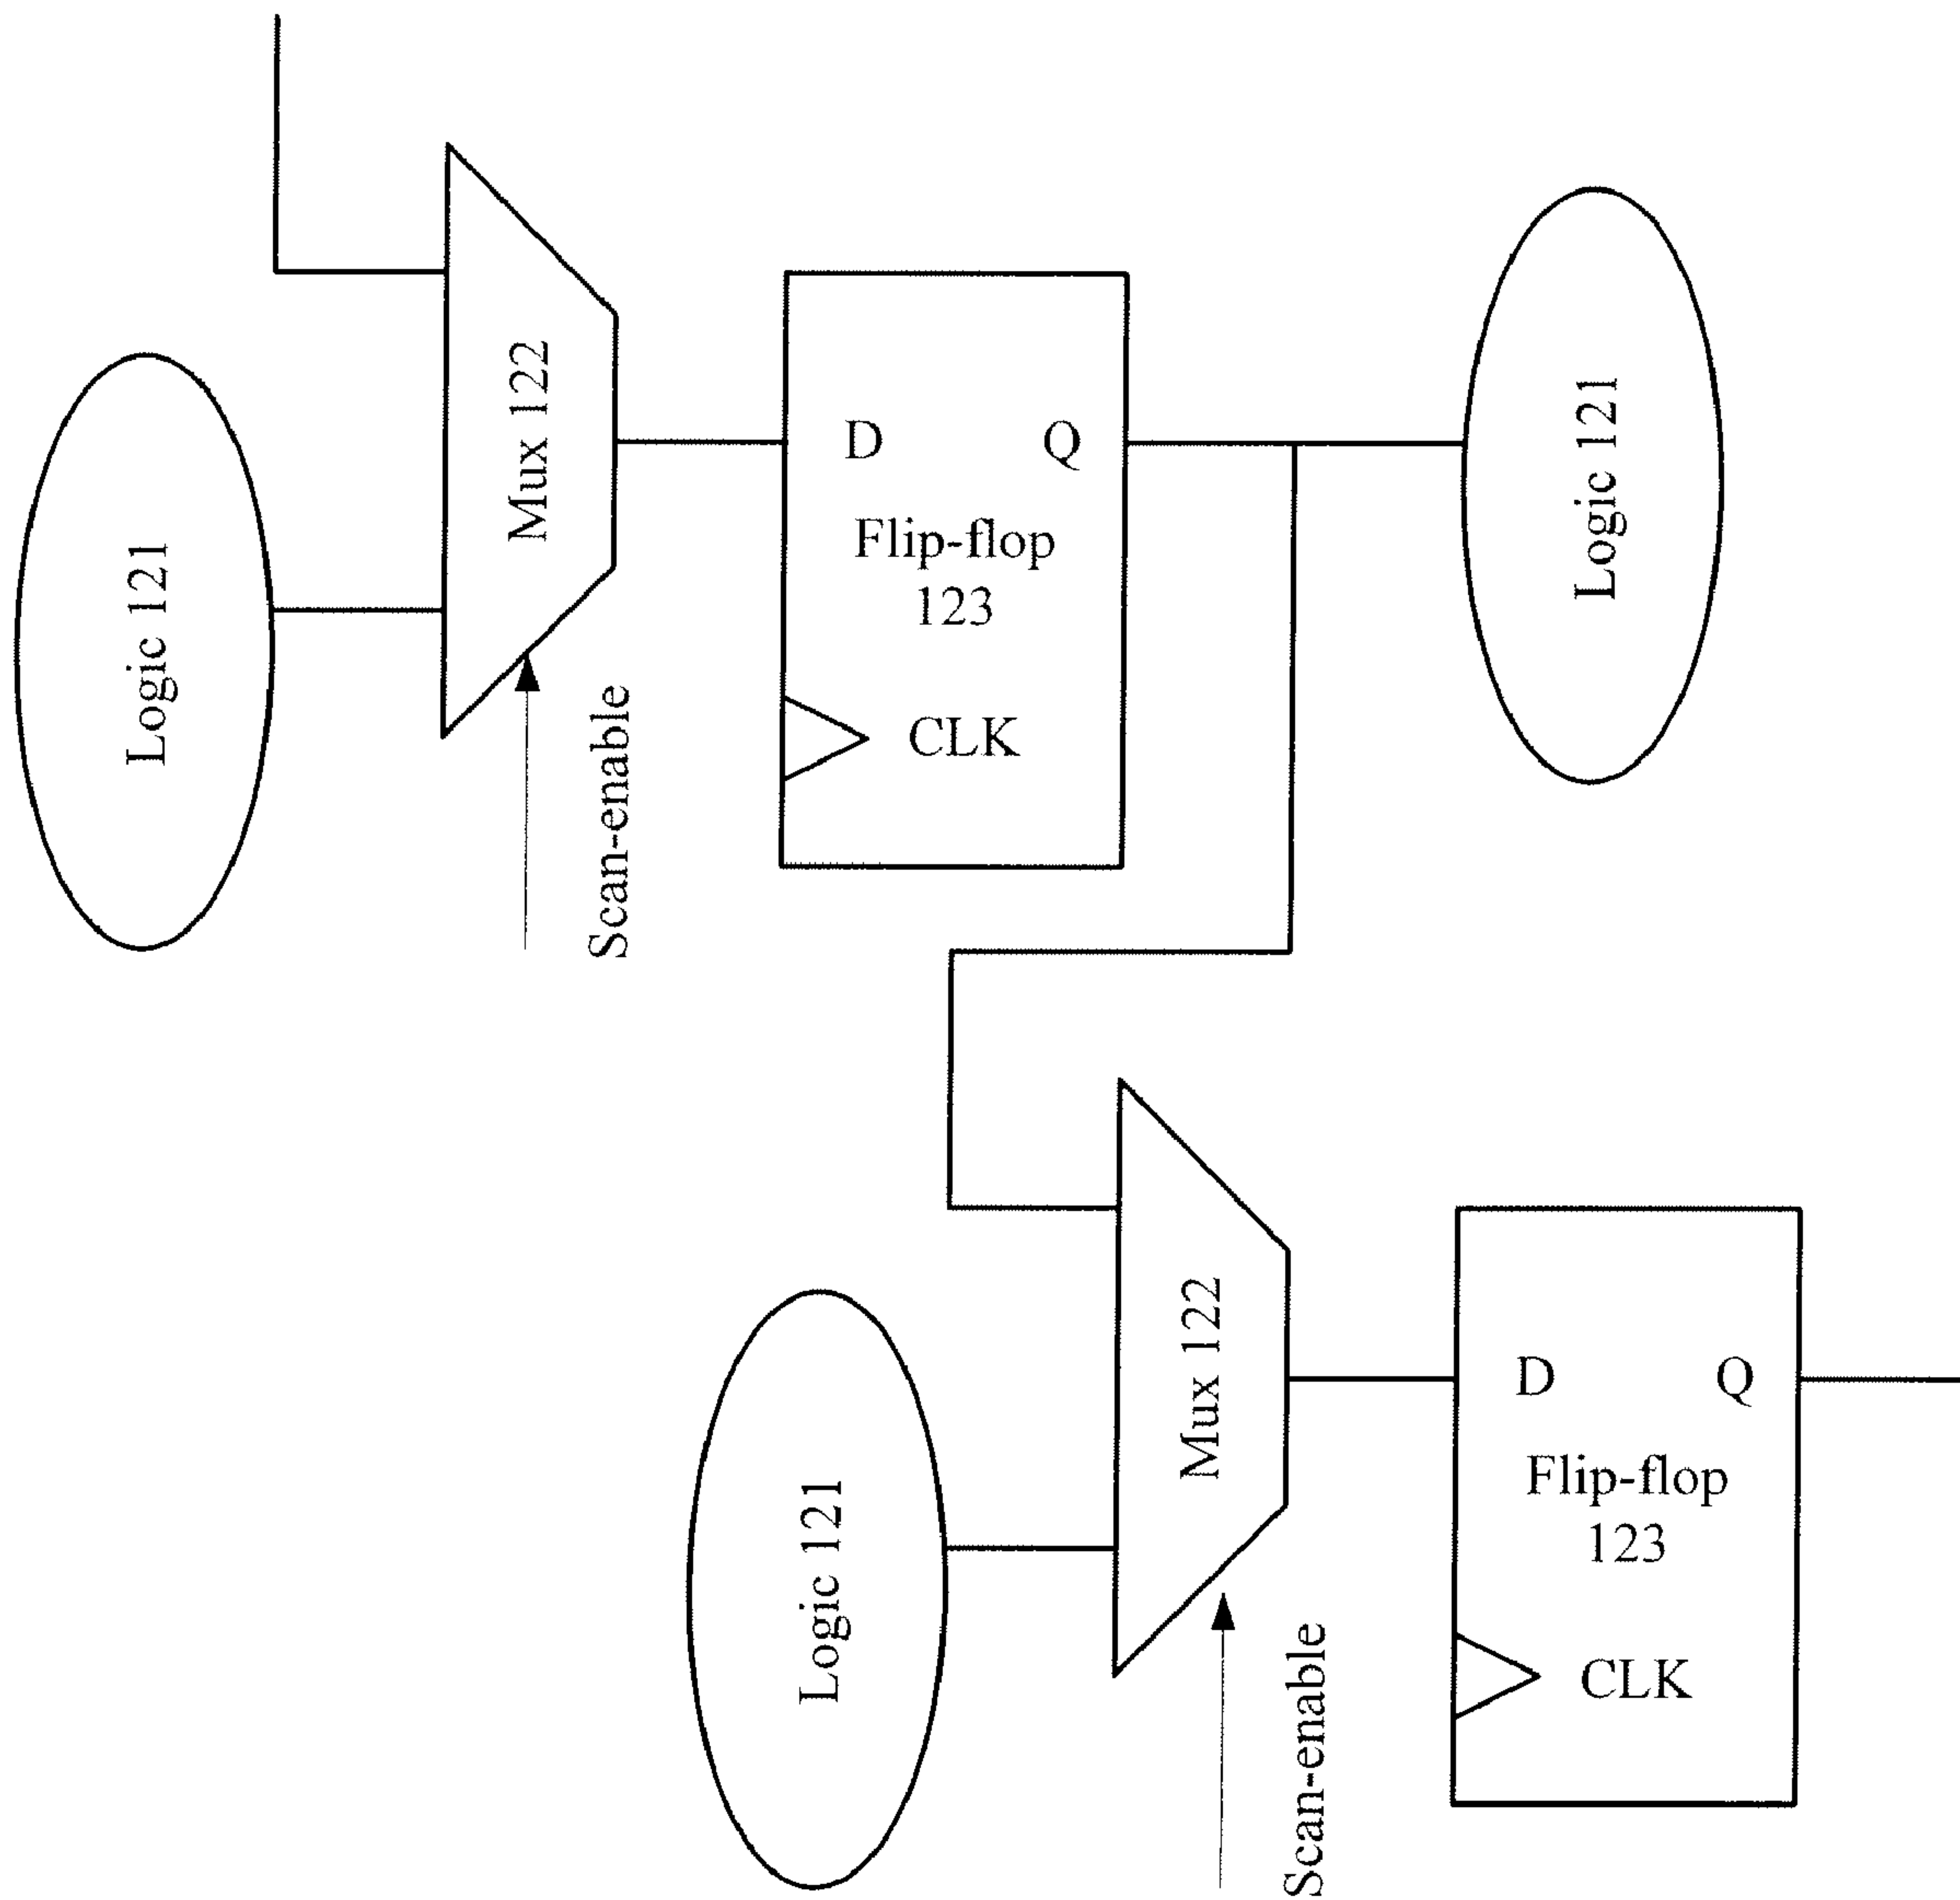 Logic 121
Mux 122
Scan-enable
D
Q
Flip-flop
123
CLK
Logic 121
Logic 121
Mux 122
Scan-enable
D
Q
Flip-flop
123
CLK